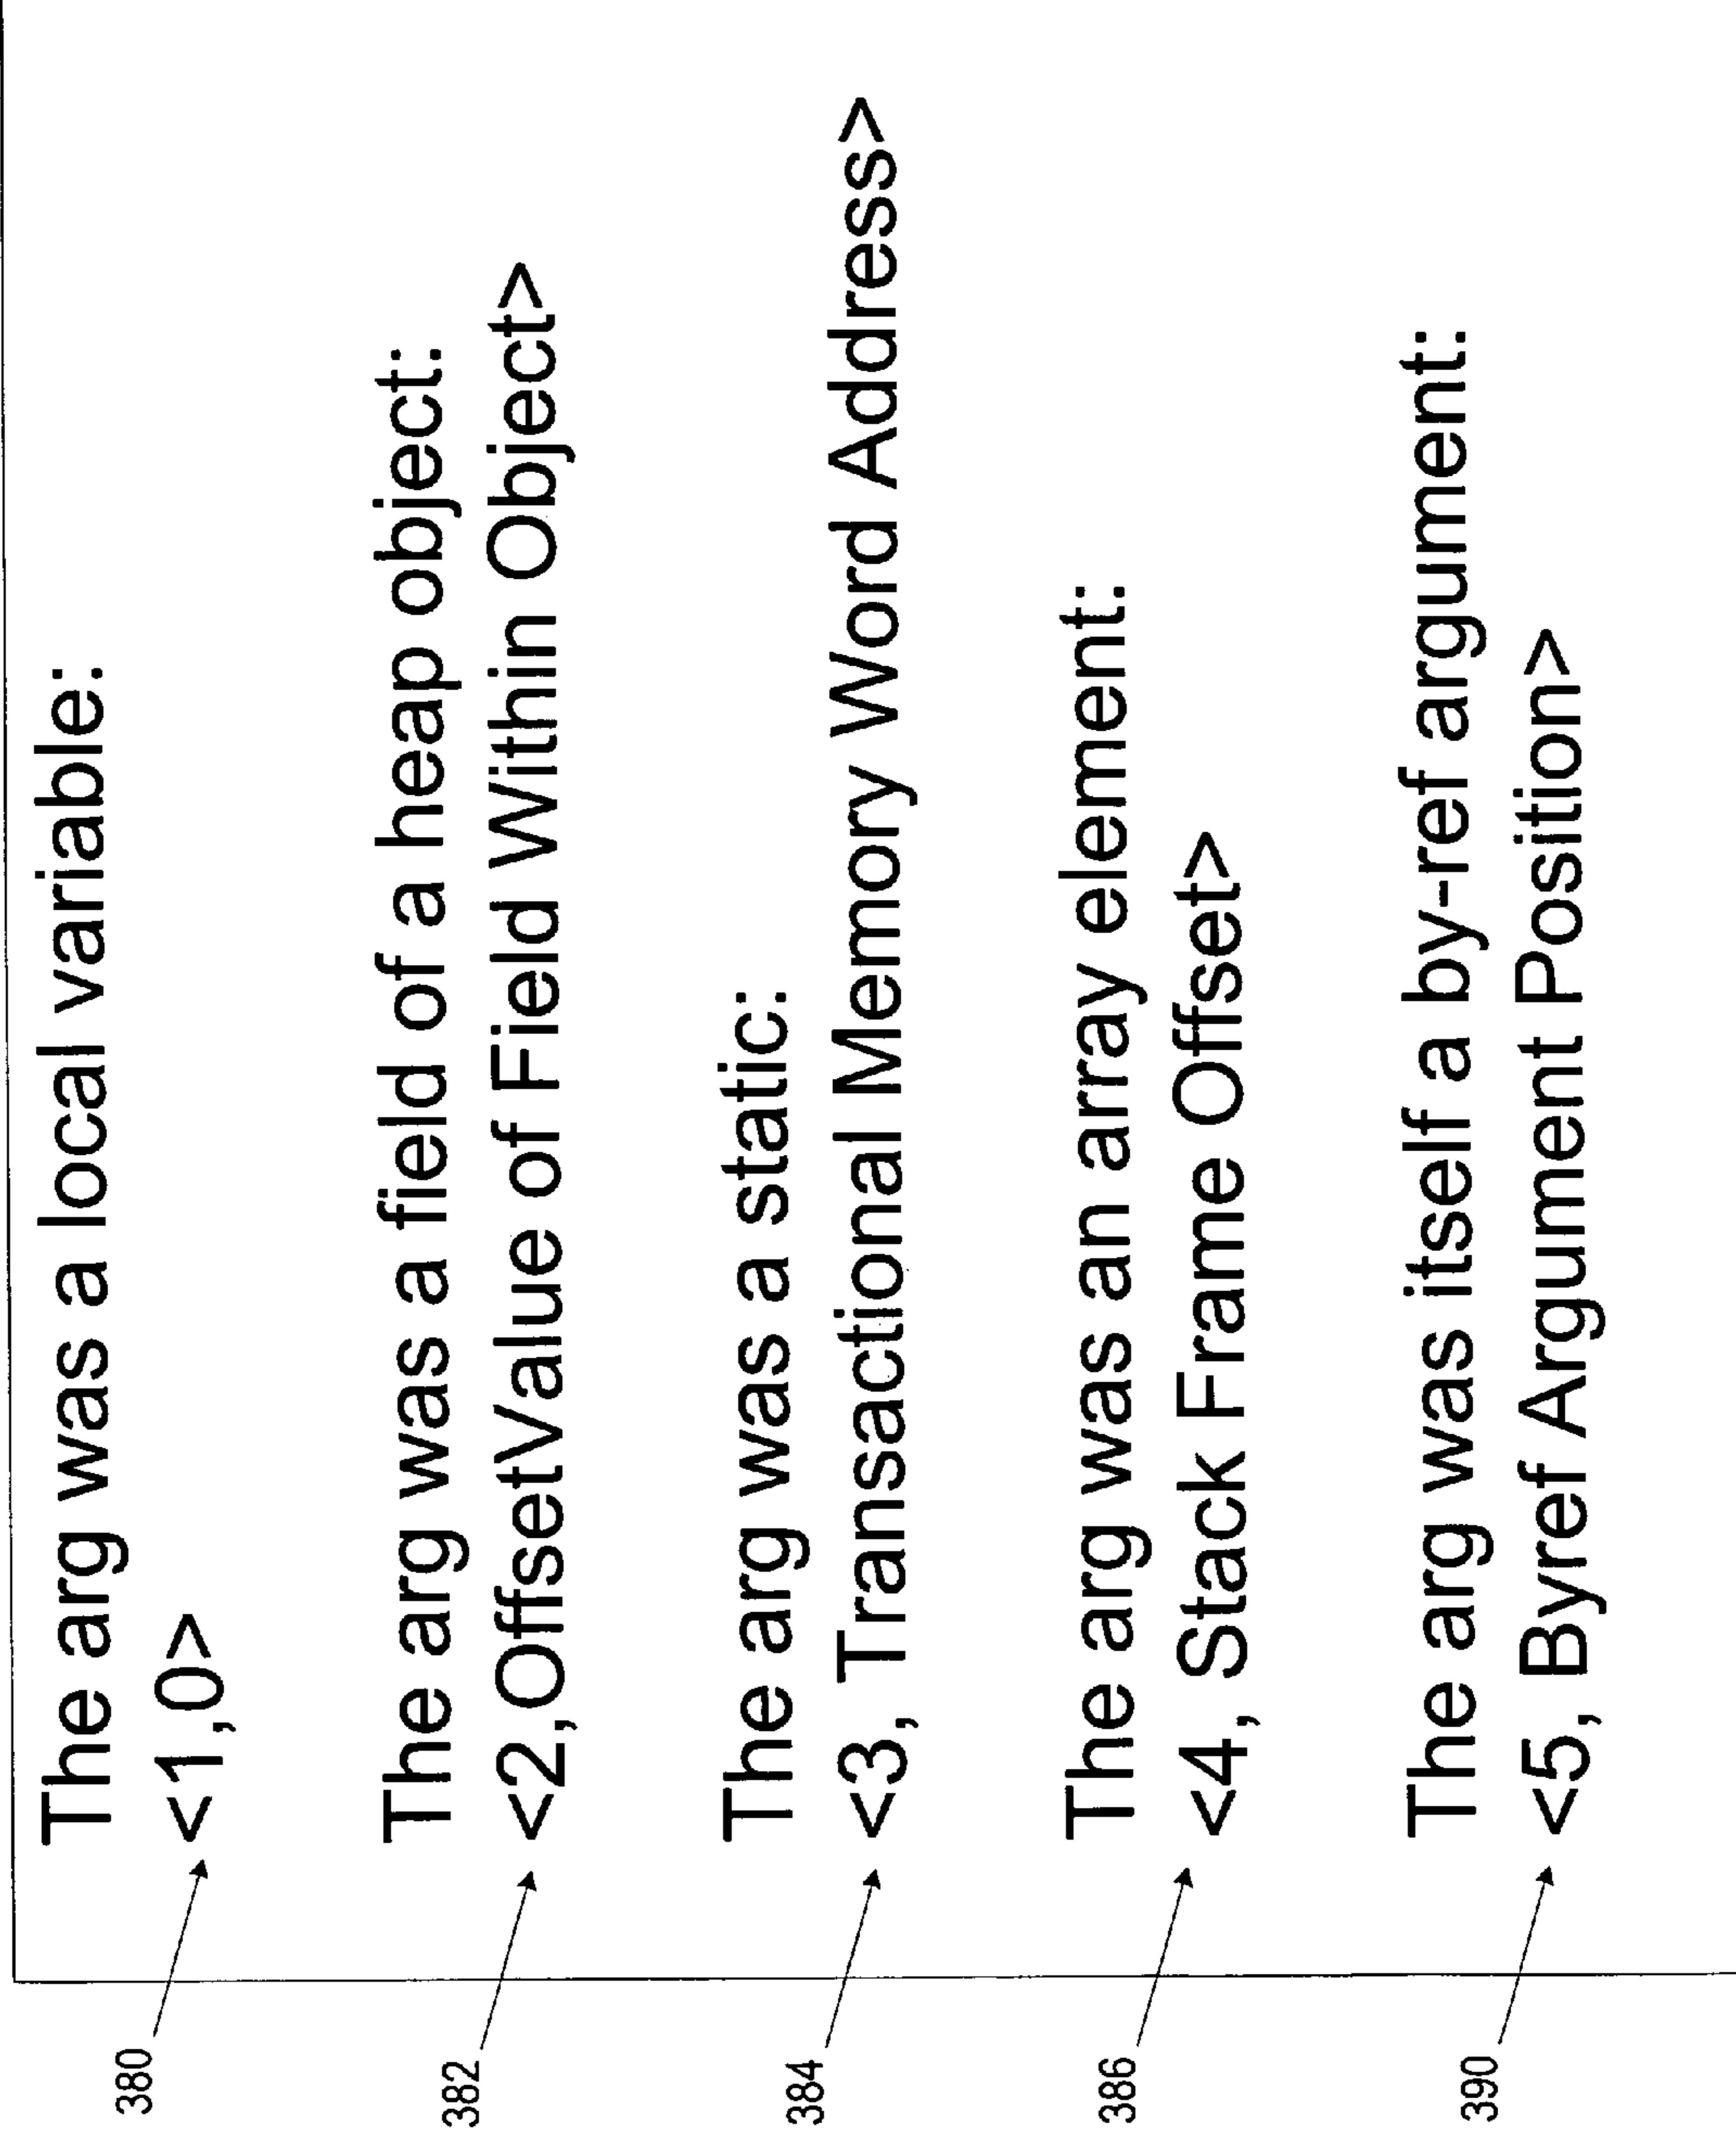 The arg was a local variable:
380
<1,0>
The arg was a field of a heap object:
382
<2,OffsetValue of Field Within Object>
The arg was a static:
384
<3, Transactional Memory Word Address>
The arg was an array element:
386
<4, Stack Frame Offset>
The arg was itself a by-ref argument:
390
<5, Byref Argument Position>